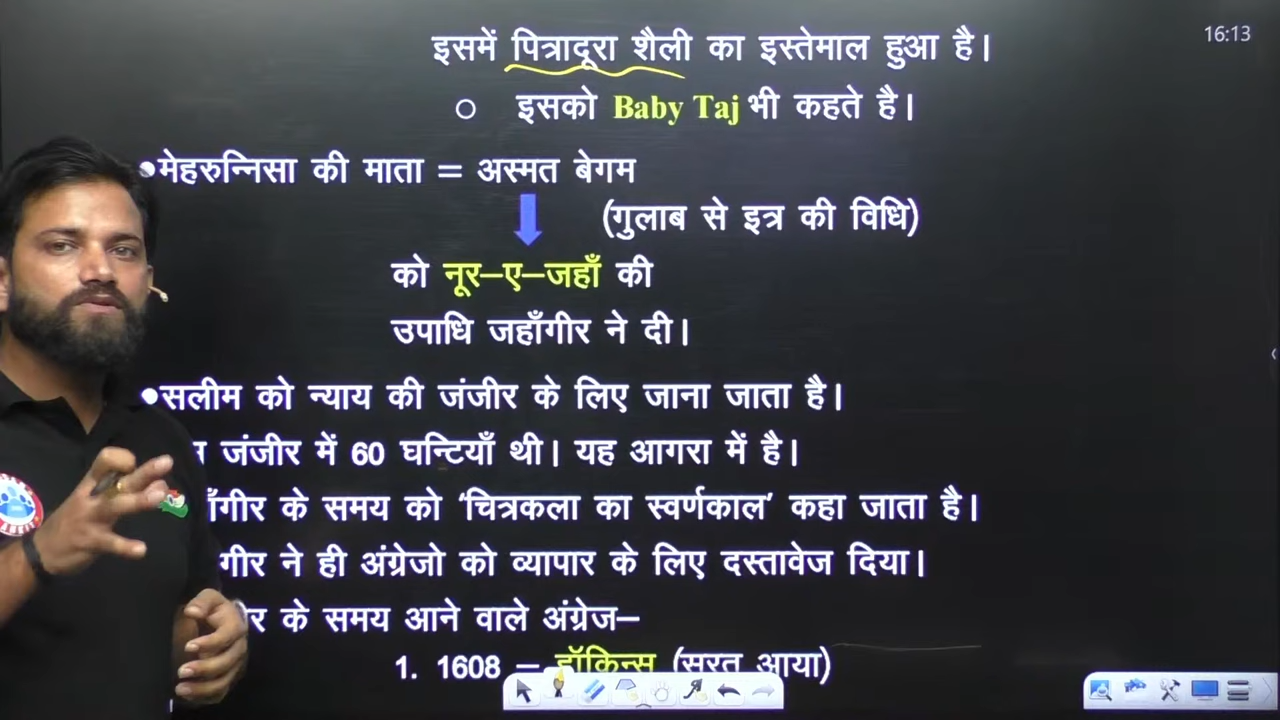 16:13
इसमें पित्रादूरा शैली का इस्तेमाल हुआ है।
○ इसको Baby Taj भी कहते है।
•मेहरुन्निसा की माता = अस्मत बेगम
(गुलाब से इत्र की विधि)
को नूर–ए–जहाँ की
उपाधि जहाँगीर ने दी।
•सलीम को न्याय की जंजीर के लिए जाना जाता है।
जंजीर में 60 घन्टियाँ थी। यह आगरा में है।
ाँगीर के समय को 'चित्रकला का स्वर्णकाल' कहा जाता है।
गीर ने ही अंग्रेजो को व्यापार के लिए दस्तावेज दिया।
र के समय आने वाले अंग्रेज–
1. 1608 – हॉकिन्स (सूरत आया)